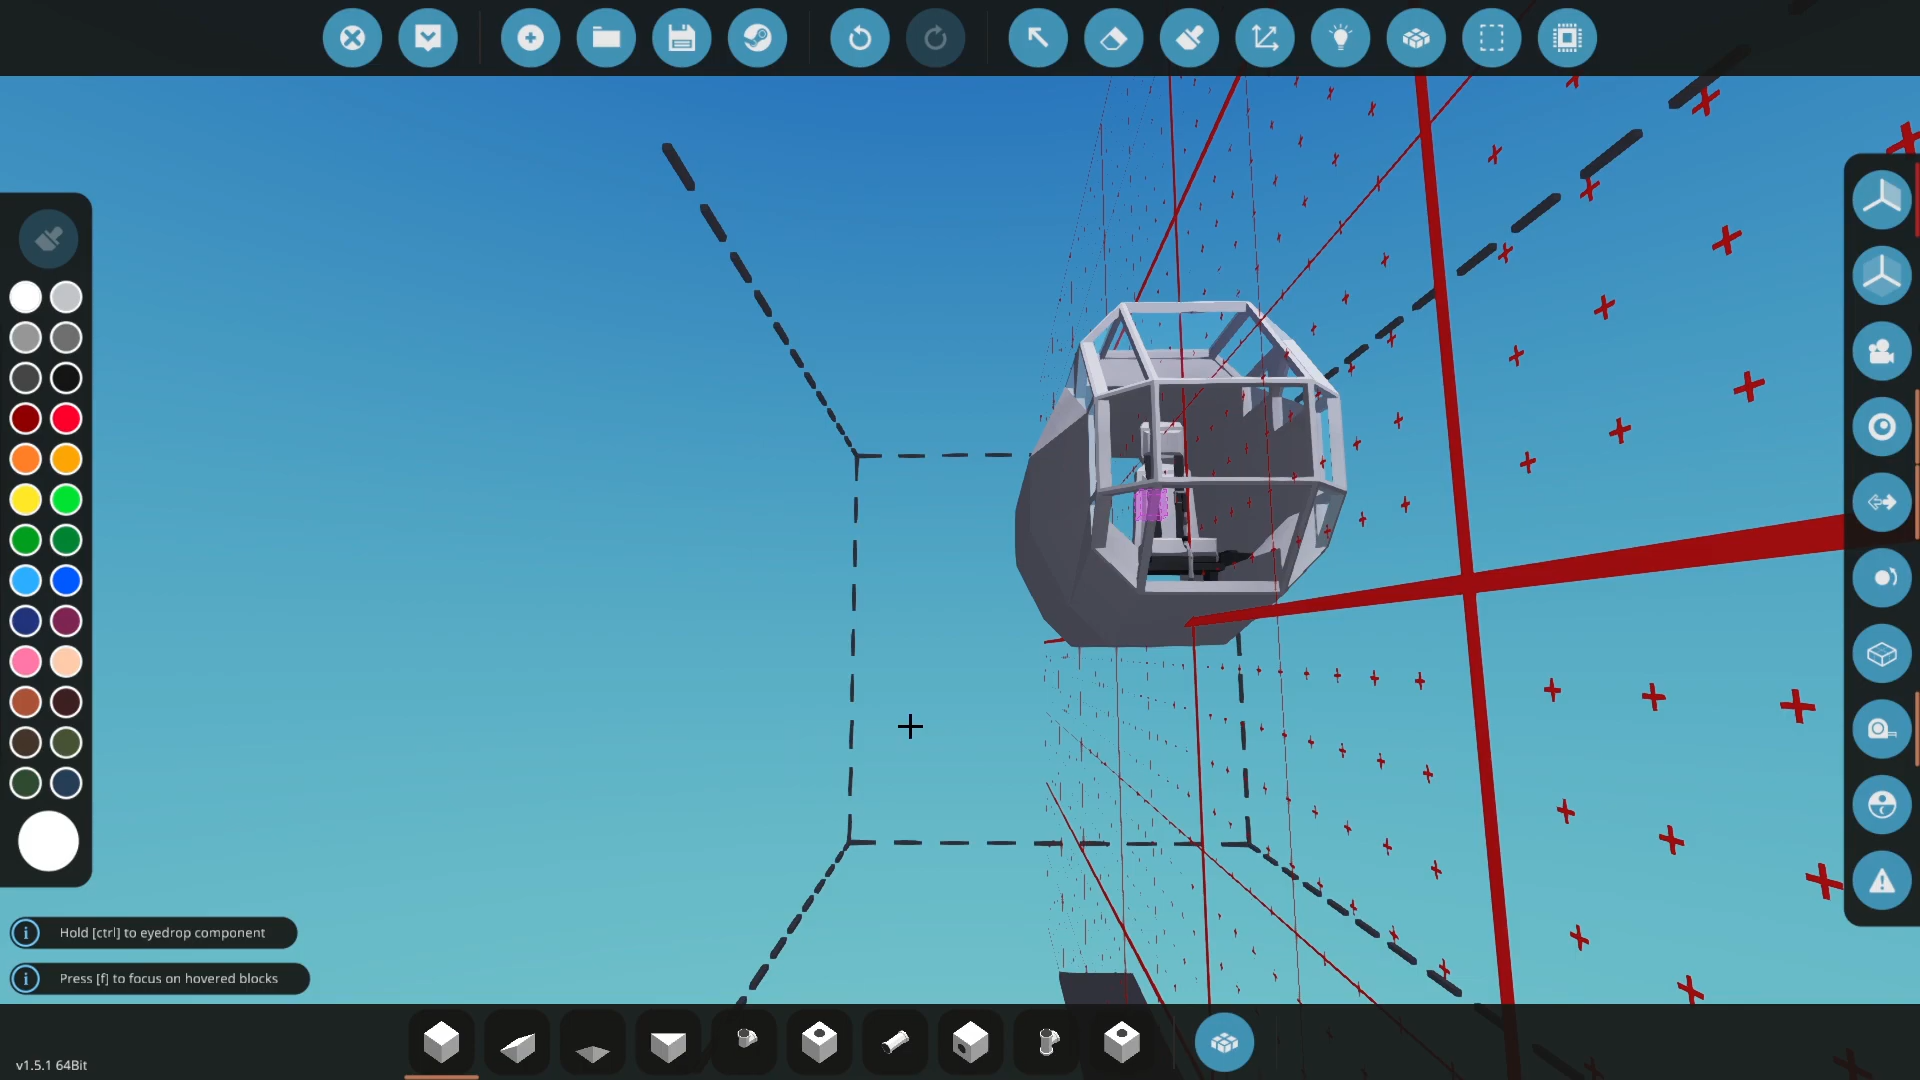 Hold [ctrl] to eyedrop component
Press [f] to focus on hovered blocks
v1.5.1 64Bit